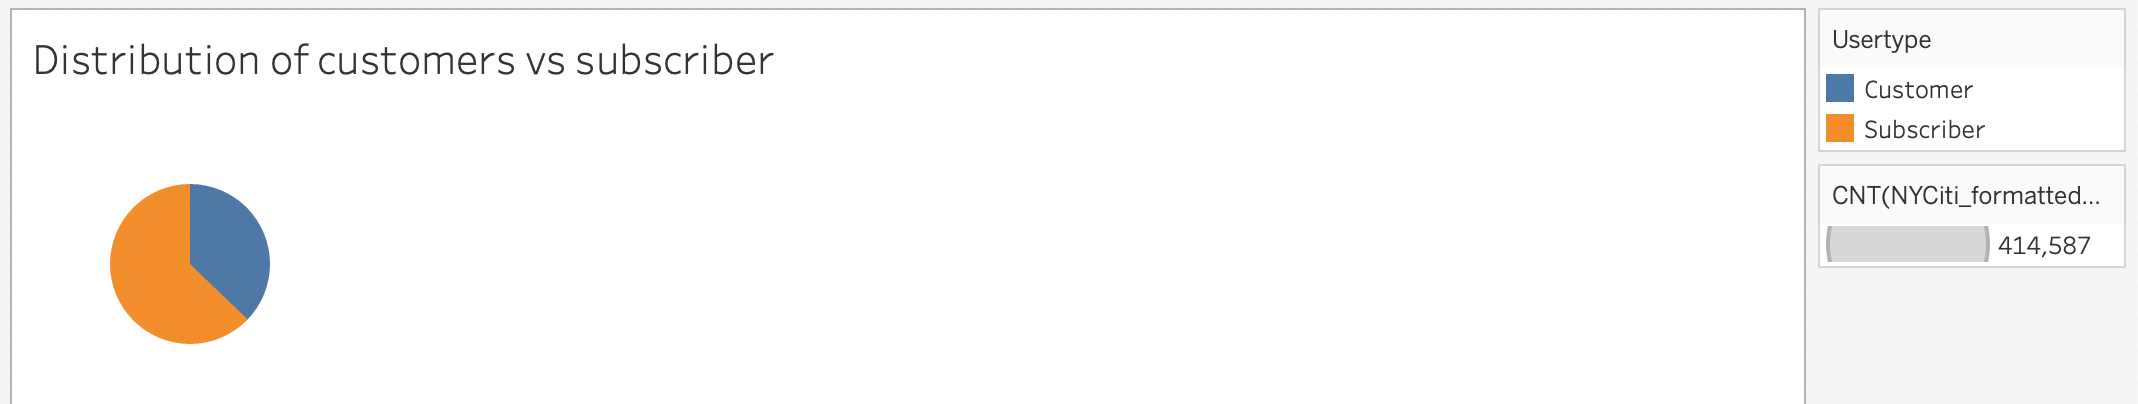 Distribution of customers vs subscriber
Usertype
Customer
Subscriber
CNT(NYCiti_formatted...
414,587